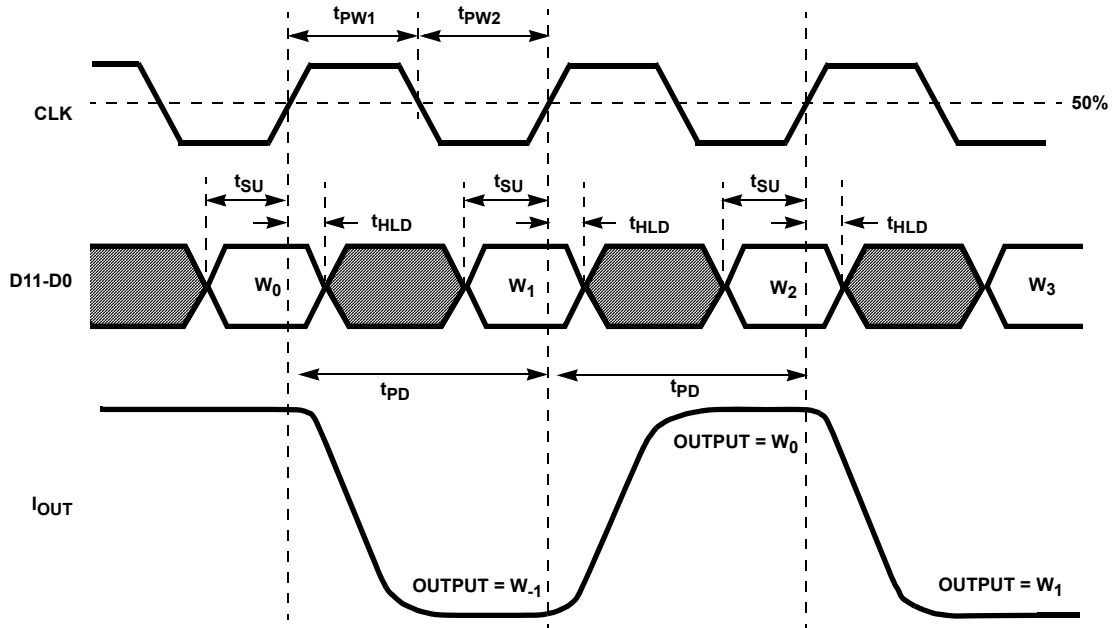 tPW1 tPW2
CLK
50%
tSU tSU tSU
tHLD tHLD tHLD
D11-D0
W0 W1 W2 W3
tPD tPD
OUTPUT = W0
IOUT
OUTPUT = W-1 OUTPUT = W1